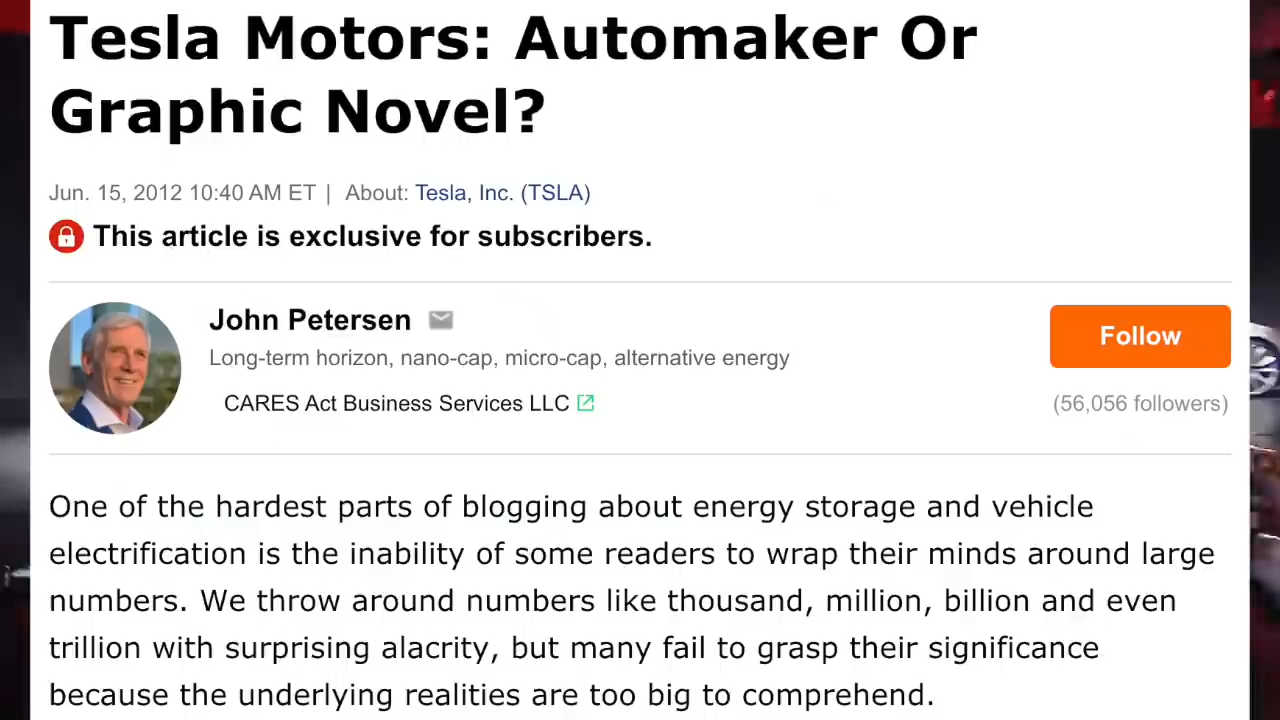 Tesla Motors: Automaker Or
Graphic Novel?
Jun. 15, 2012 10:40 AM ET | About: Tesla, Inc. (TSLA)
This article is exclusive for subscribers.
John Petersen
Follow
Long-term horizon, nano-cap, micro-cap, alternative energy
CARES Act Business Services LLC
(56,056 followers)
One of the hardest parts of blogging about energy storage and vehicle
electrification is the inability of some readers to wrap their minds around large
numbers. We throw around numbers like thousand, million, billion and even
trillion with surprising alacrity, but many fail to grasp their significance
because the underlying realities are too big to comprehend.